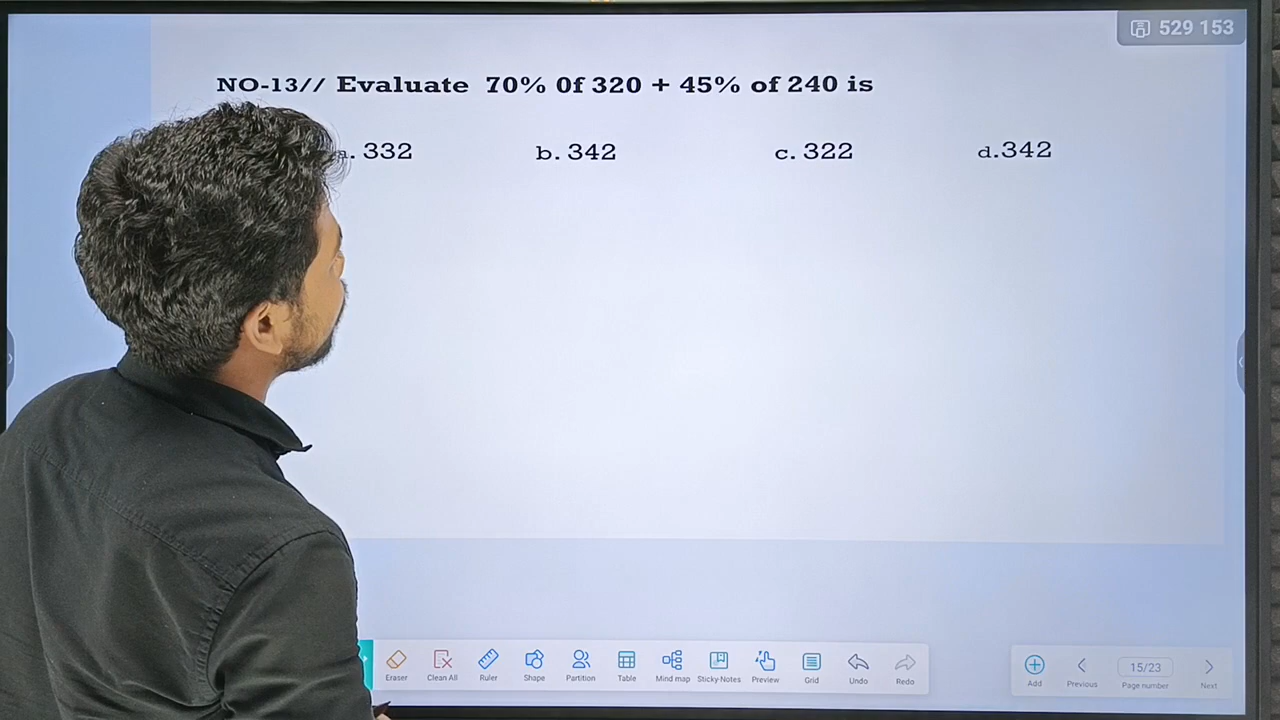 529 153
NO-13// Evaluate 70% 0f 320 + 45% of 240 is
a. 332 b. 342 c. 322 d.342
Eraser Clean All Ruler Shape Partition Table Mind map Sticky-Notes Preview Grid Undo Redo
Add Previous 15/23 Page number Next